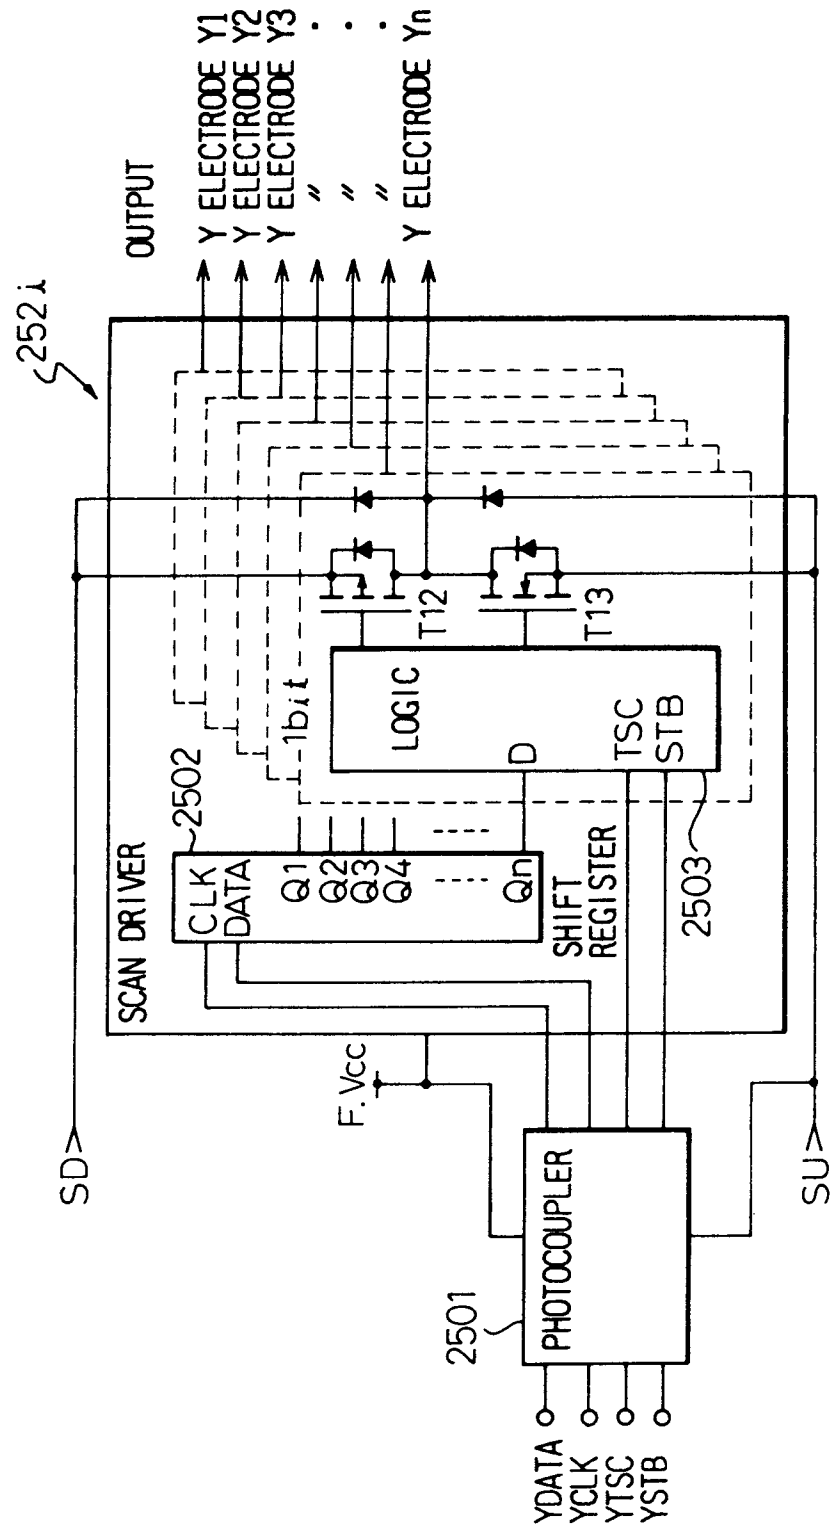 252i
OUTPUT
SD
SCAN DRIVER
2502
CLK
DATA
Q1
Q2
Q3
Q4
-----
-----
Qn
SHIFT
REGISTER
1bit
LOGIC
D
TSC
STB
2503
T12
T13
Y ELECTRODE Y1
Y ELECTRODE Y2
Y ELECTRODE Y3
〃 .
〃 .
〃 .
Y ELECTRODE Yn
F.Vcc
2501
PHOTOCOUPLER
YDATA
YCLK
YTSC
YSTB
SU